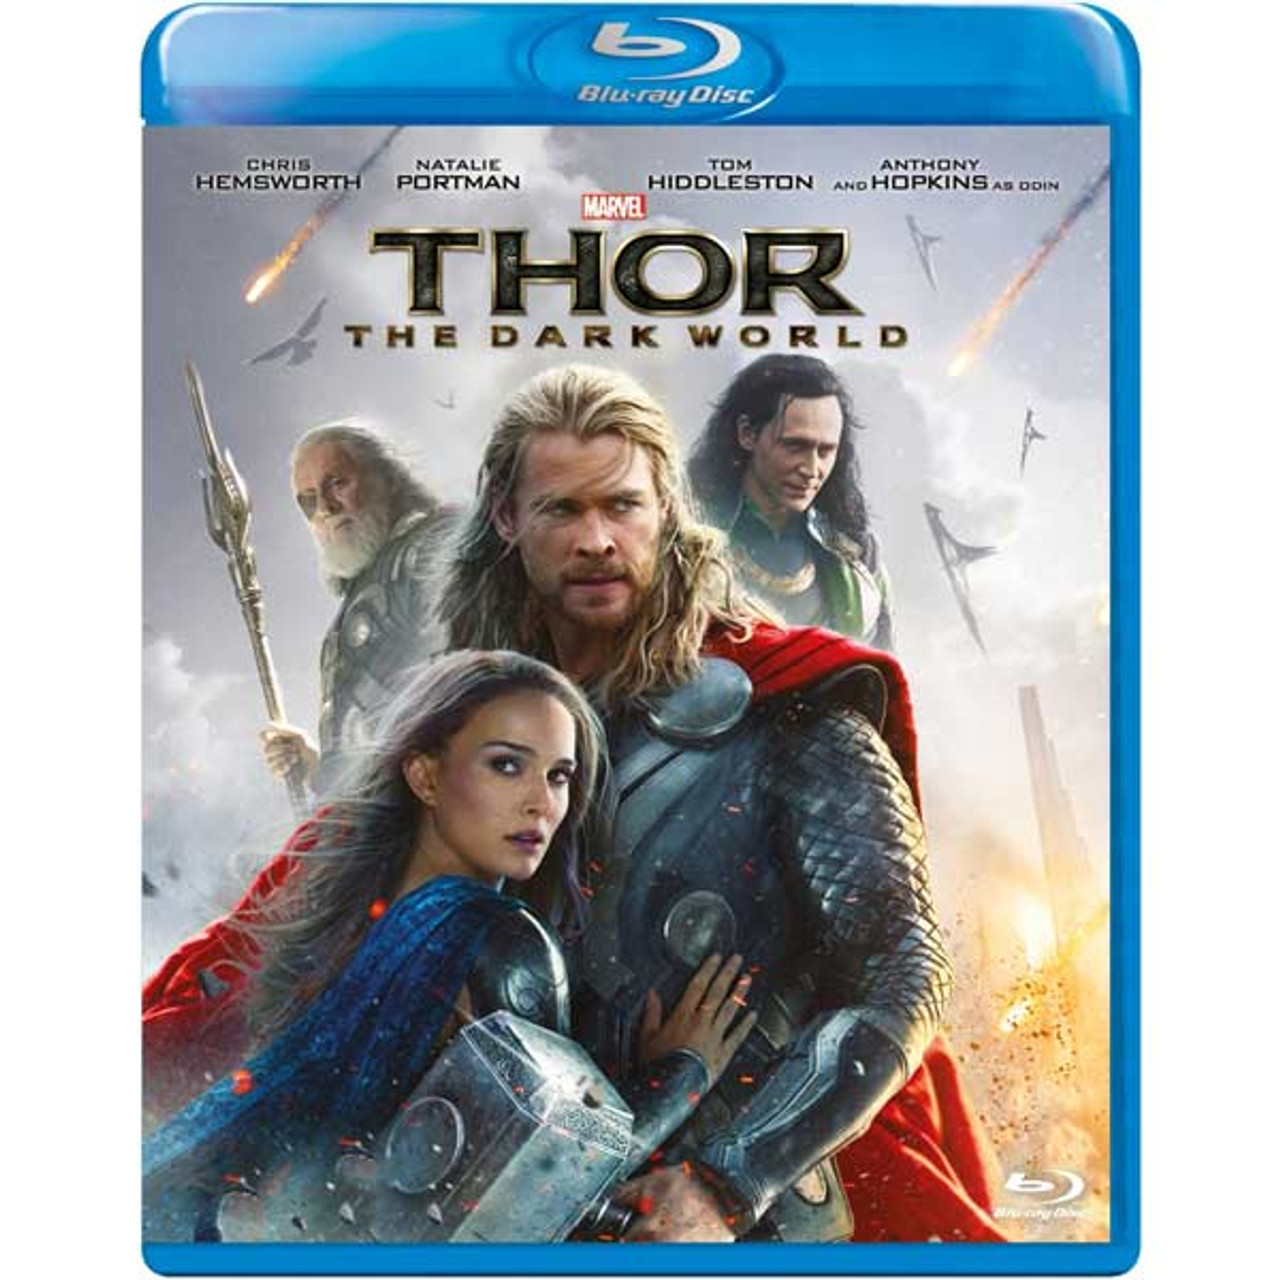 Blu-ray Disc
CHRIS HEMSWORTH
NATALIE PORTMAN
TOM HIDDLESTON
ANTHONY
AND HOPKINS AS ODIN
MARVEL
THOR
THE DARK WORLD
Blu-ray Disc